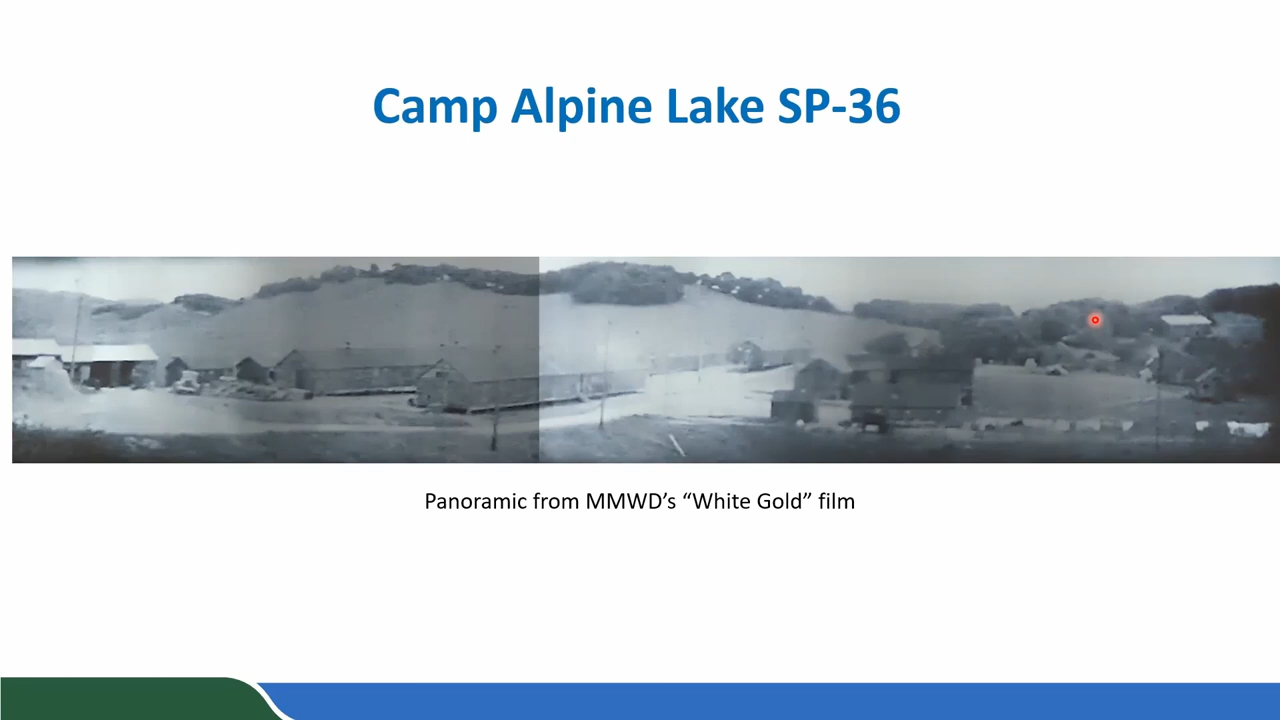 Camp Alpine Lake SP-36
Panoramic from MMWD’s “White Gold” film